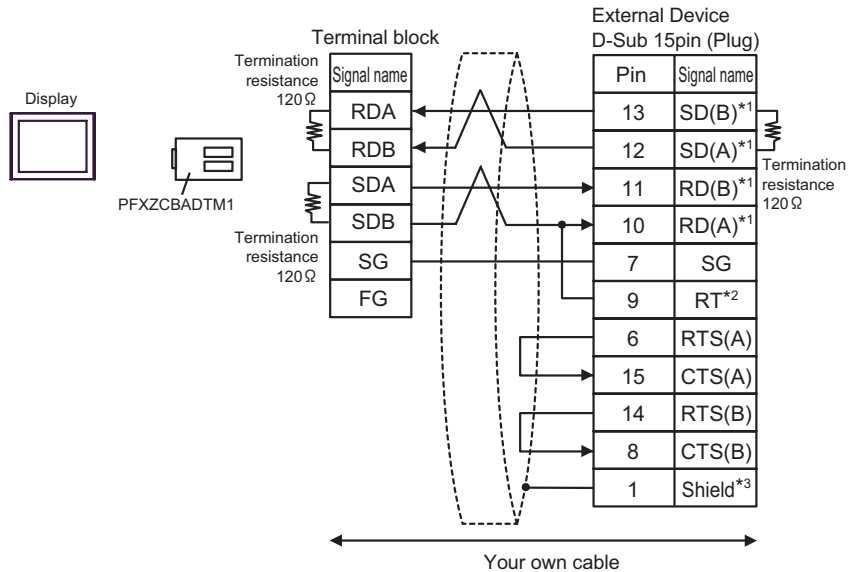 Display
PFXZCBADTM1
Terminal block
Termination
resistance
120Ω
Termination
resistance
120Ω
Signal name
RDA
RDB
SDA
SDB
SG
FG
External Device
D-Sub 15pin (Plug)
Pin Signal name
13 SD(B)*1
12 SD(A)*1
11 RD(B)*1
10 RD(A)*1
7 SG
9 RT*2
6 RTS(A)
15 CTS(A)
14 RTS(B)
8 CTS(B)
1 Shield*3
Termination
resistance
120Ω
Your own cable